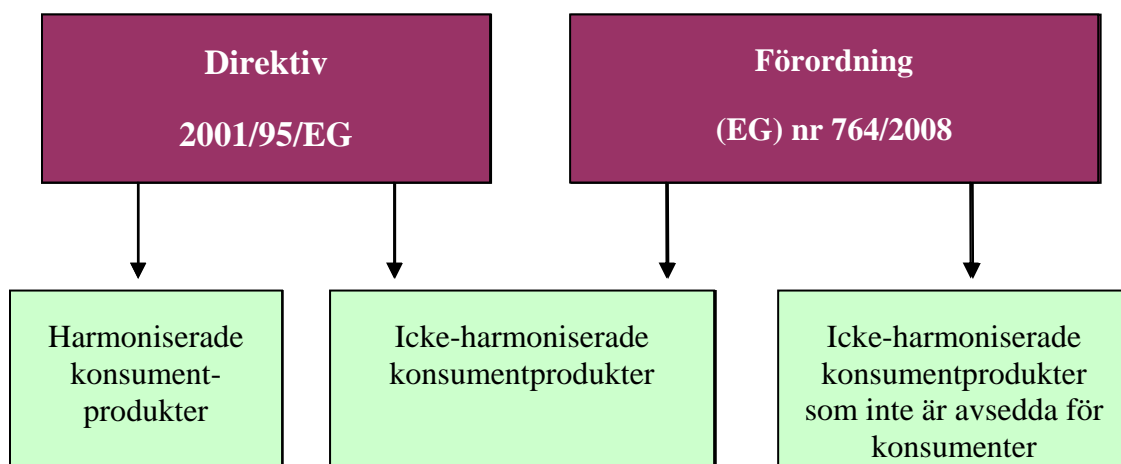 Direktiv
2001/95/EG
Förordning
(EG) nr 764/2008
Harmoniserade
konsument-
produkter
Icke-harmoniserade
konsumentprodukter
Icke-harmoniserade
konsumentprodukter
som inte är avsedda för
konsumenter